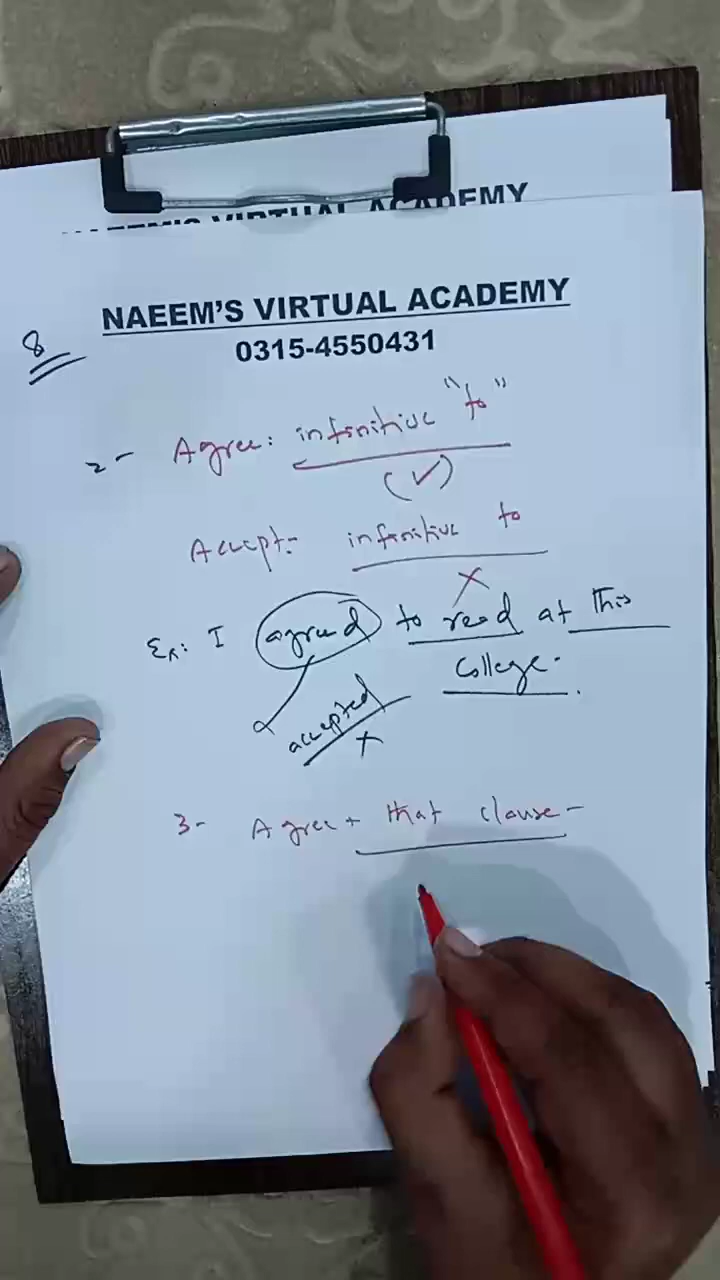 NAEEM'S VIRTUAL ACADEMY
NAEEM'S VIRTUAL ACADEMY
0315-4550431
8
2- Agree: infinitive "to"
(✓)
Accept:- infinitive to
×
Ex: I agreed to read at this
college.
accepted
×
3- Agree + that clause-